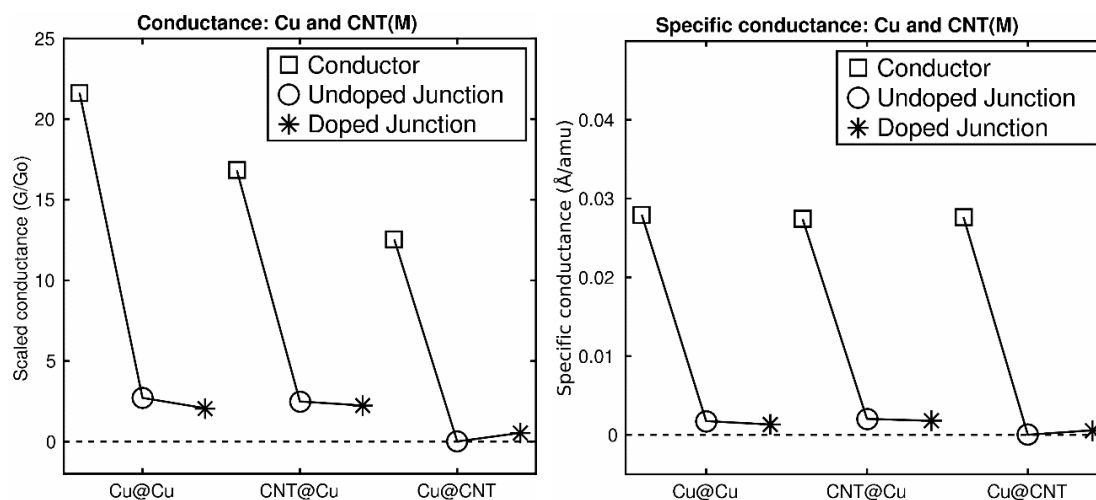 Conductance: Cu and CNT(M)
Conductor
Undoped Junction
Doped Junction
Scaled conductance (G/Go)
25
20
15
10
5
0
Cu@Cu
CNT@Cu
Cu@CNT
Specific conductance: Cu and CNT(M)
Conductor
Undoped Junction
Doped Junction
Specific conductance (Å/amu)
0.04
0.03
0.02
0.01
0
Cu@Cu
CNT@Cu
Cu@CNT